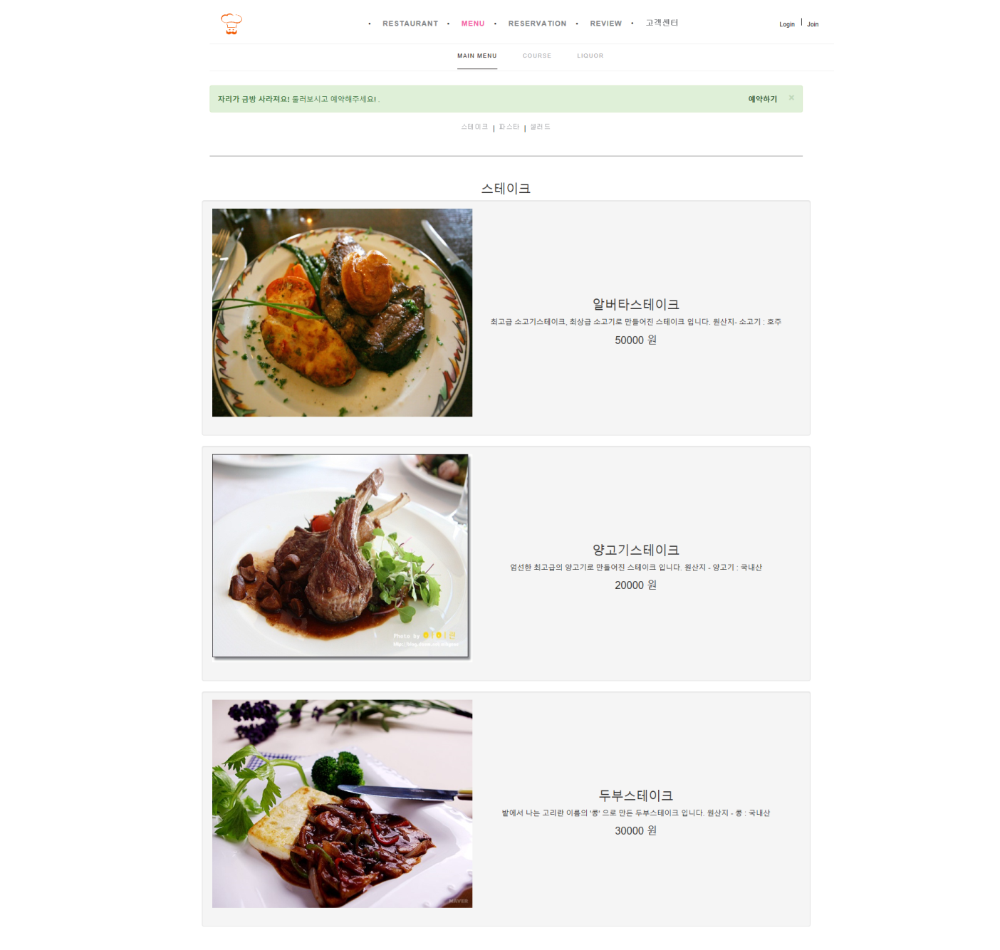 RESTAURANT MENU RESERVATION REVIEW 고객센터 Login | Join
MAIN MENU COURSE LIQUOR
자리가 금방 사라져요! 둘러보시고 예약해주세요! . 예약하기 ×
스테이크 | 파스타 | 샐러드
스테이크
알버타스테이크
최고급 소고기스테이크, 최상급 소고기로 만들어진 스테이크 입니다. 원산지- 소고기 : 호주
50000 원
양고기스테이크
엄선한 최고급의 양고기로 만들어진 스테이크 입니다. 원산지 - 양고기 : 국내산
20000 원
Photo by
두부스테이크
밭에서 나는 고리란 이름의 '콩' 으로 만든 두부스테이크 입니다. 원산지 - 콩 : 국내산
30000 원
NAVER